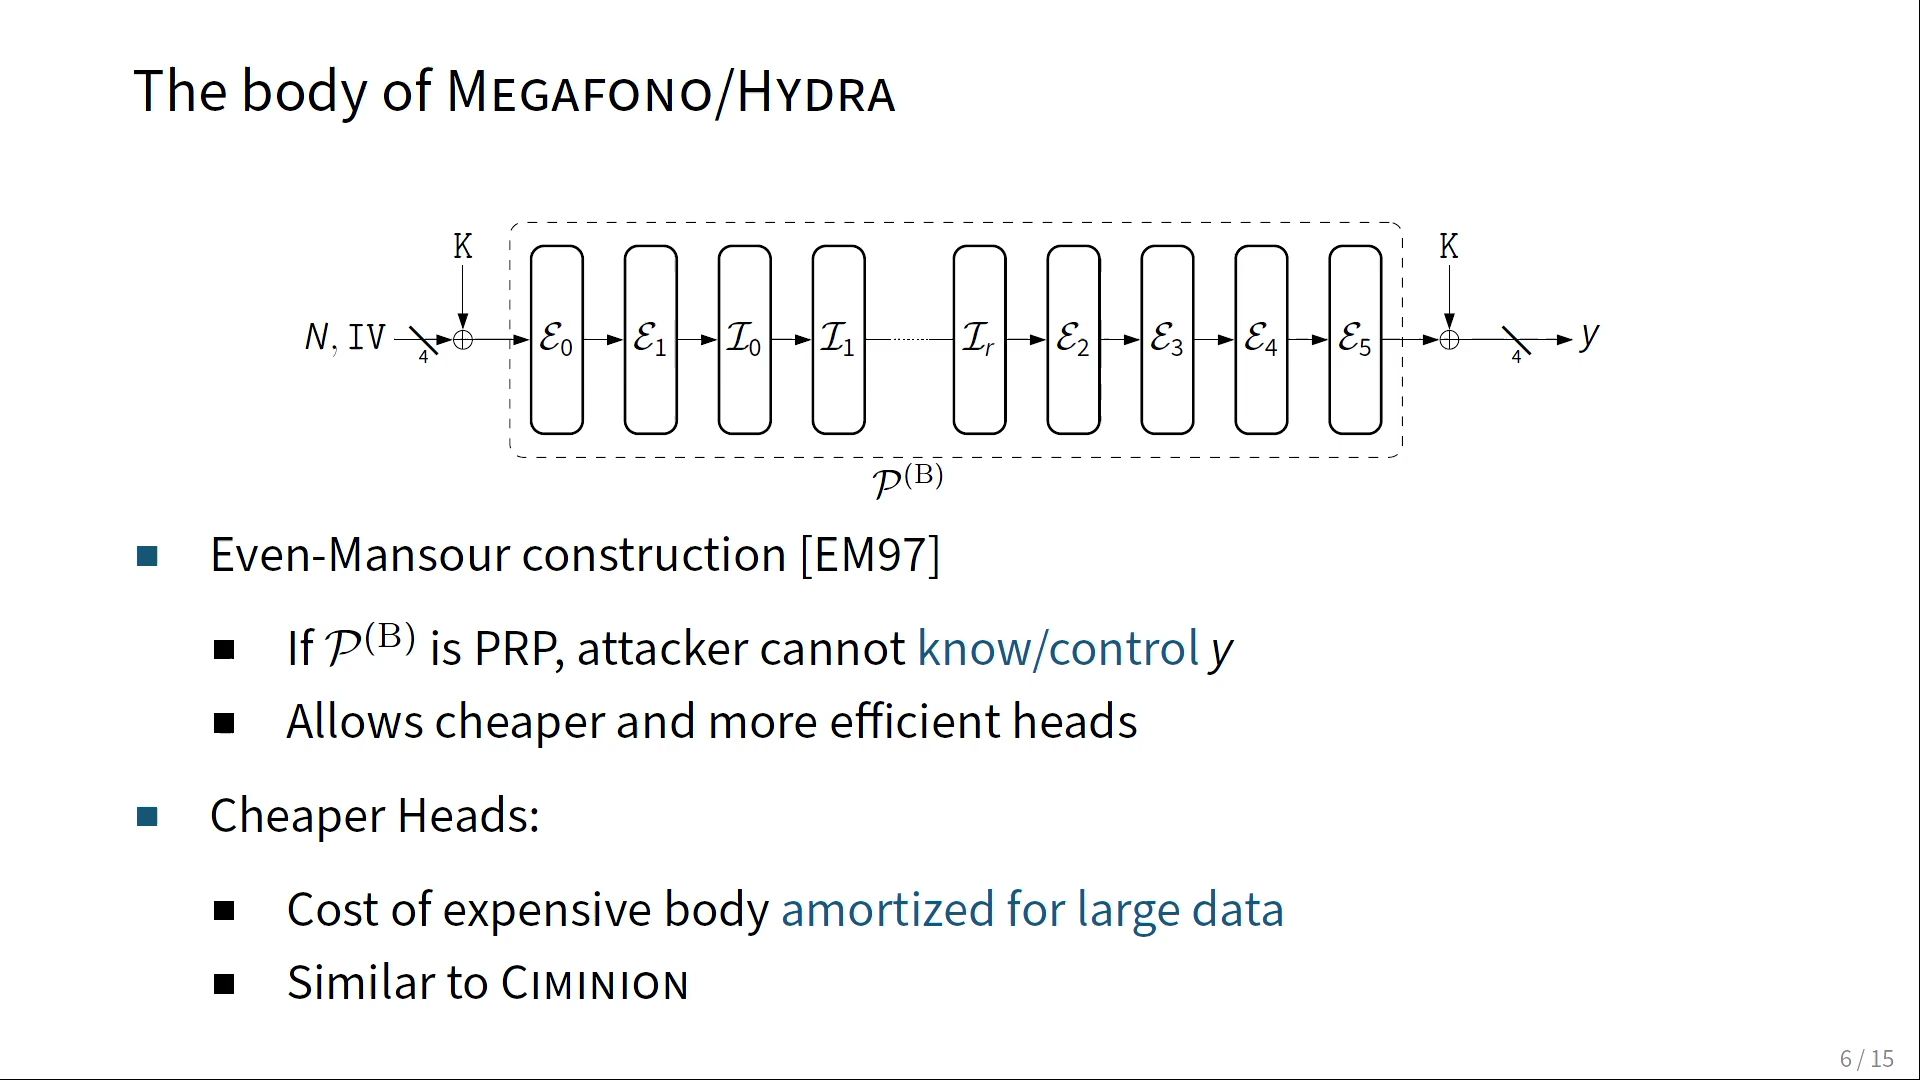 The body of MEGAFONO/HYDRA
K K
N, IV 4 ℰ0 ℰ1 ℐ0 ℐ1 ℐr ℰ2 ℰ3 ℰ4 ℰ5 4 y
𝒫(B)
Even-Mansour construction [EM97]
If 𝒫(B) is PRP, attacker cannot know/control y
Allows cheaper and more efficient heads
Cheaper Heads:
Cost of expensive body amortized for large data
Similar to CIMINION
6 / 15